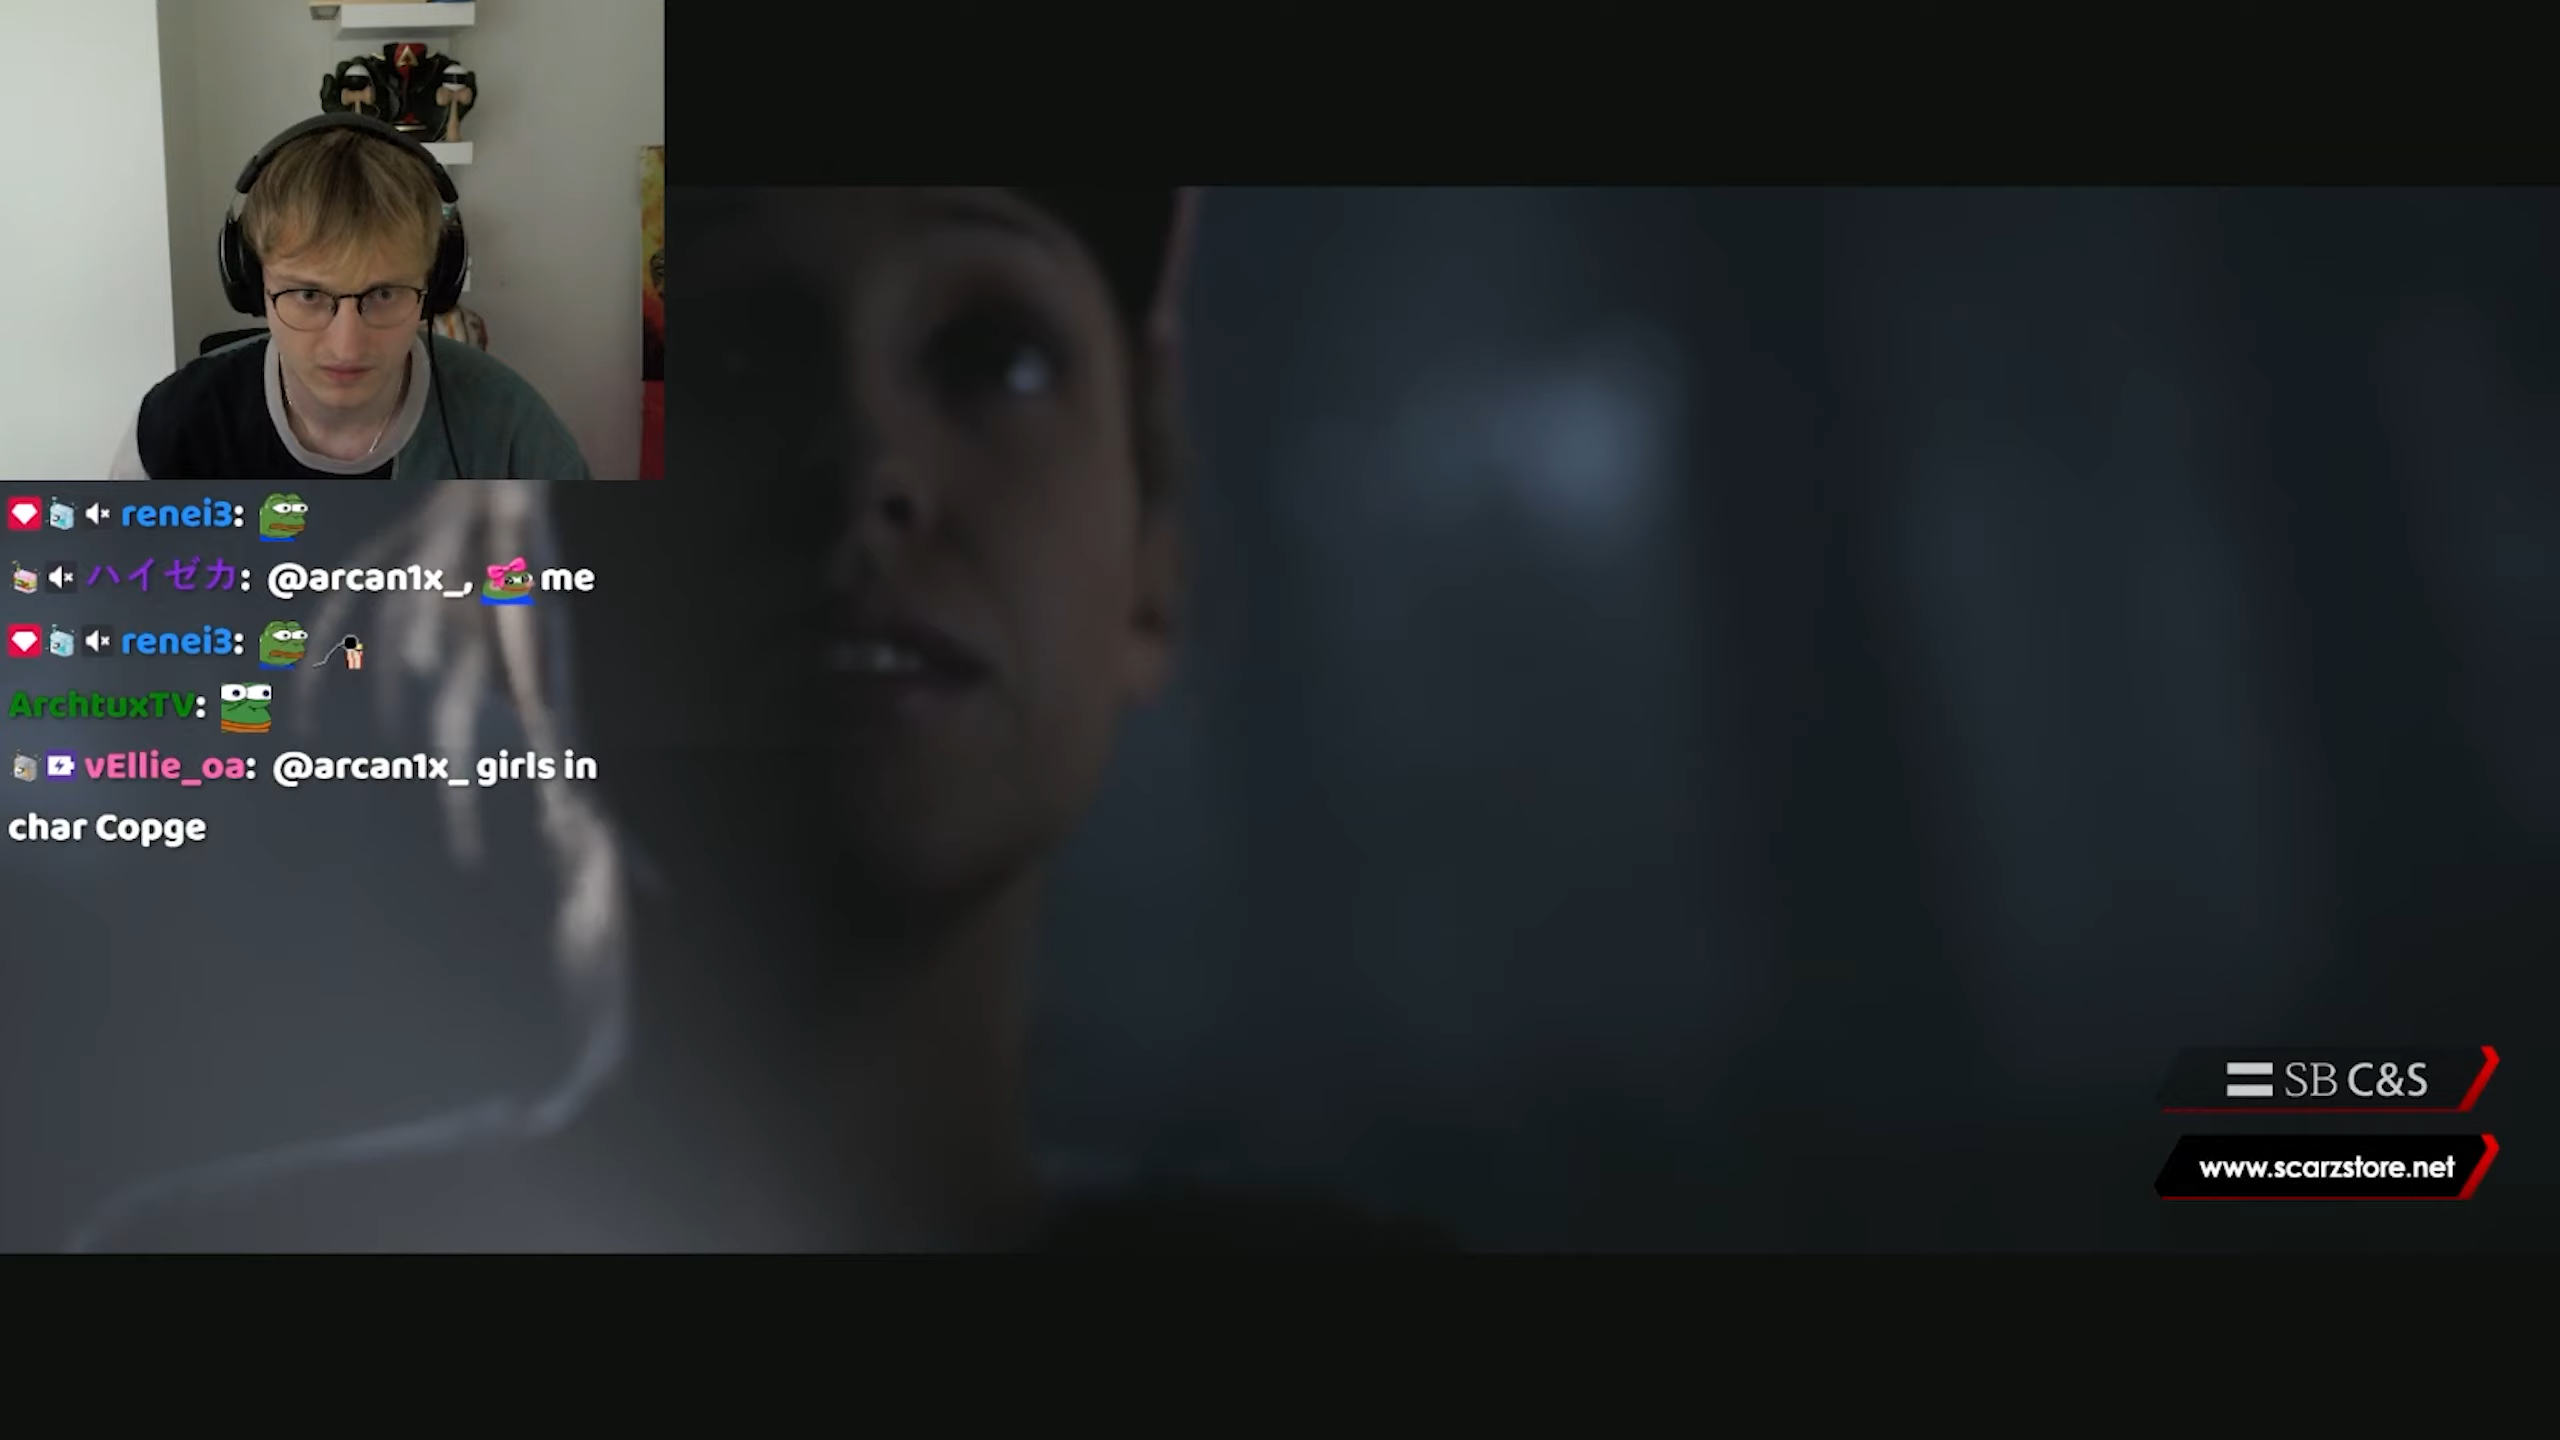 renei3:
ハイゼカ: @arcan1x_, me
renei3:
ArchtuxTV:
vEllie_oa: @arcan1x_ girls in
char Copge
SB C&S
www.scarzstore.net